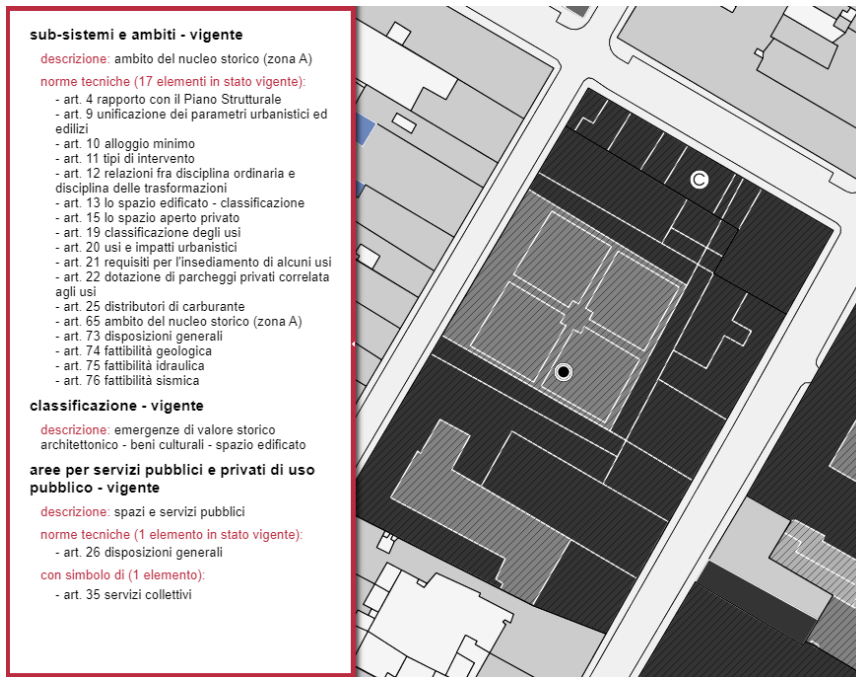 sub-sistemi e ambiti - vigente
descrizione: ambito del nucleo storico (zona A)
norme tecniche (17 elementi in stato vigente):
- art. 4 rapporto con il Piano Strutturale
- art. 9 unificazione dei parametri urbanistici ed
edilizi
- art. 10 alloggio minimo
- art. 11 tipi di intervento
- art. 12 relazioni fra disciplina ordinaria e
disciplina delle trasformazioni
- art. 13 lo spazio edificato - classificazione
- art. 15 lo spazio aperto privato
- art. 19 classificazione degli usi
- art. 20 usi e impatti urbanistici
- art. 21 requisiti per l'insediamento di alcuni usi
- art. 22 dotazione di parcheggi privati correlata
agli usi
- art. 25 distributori di carburante
- art. 65 ambito del nucleo storico (zona A)
- art. 73 disposizioni generali
- art. 74 fattibilità geologica
- art. 75 fattibilità idraulica
- art. 76 fattibilità sismica
classificazione - vigente
descrizione: emergenze di valore storico
architettonico - beni culturali - spazio edificato
aree per servizi pubblici e privati di uso
pubblico - vigente
descrizione: spazi e servizi pubblici
norme tecniche (1 elemento in stato vigente):
- art. 26 disposizioni generali
con simbolo di (1 elemento):
- art. 35 servizi collettivi
C